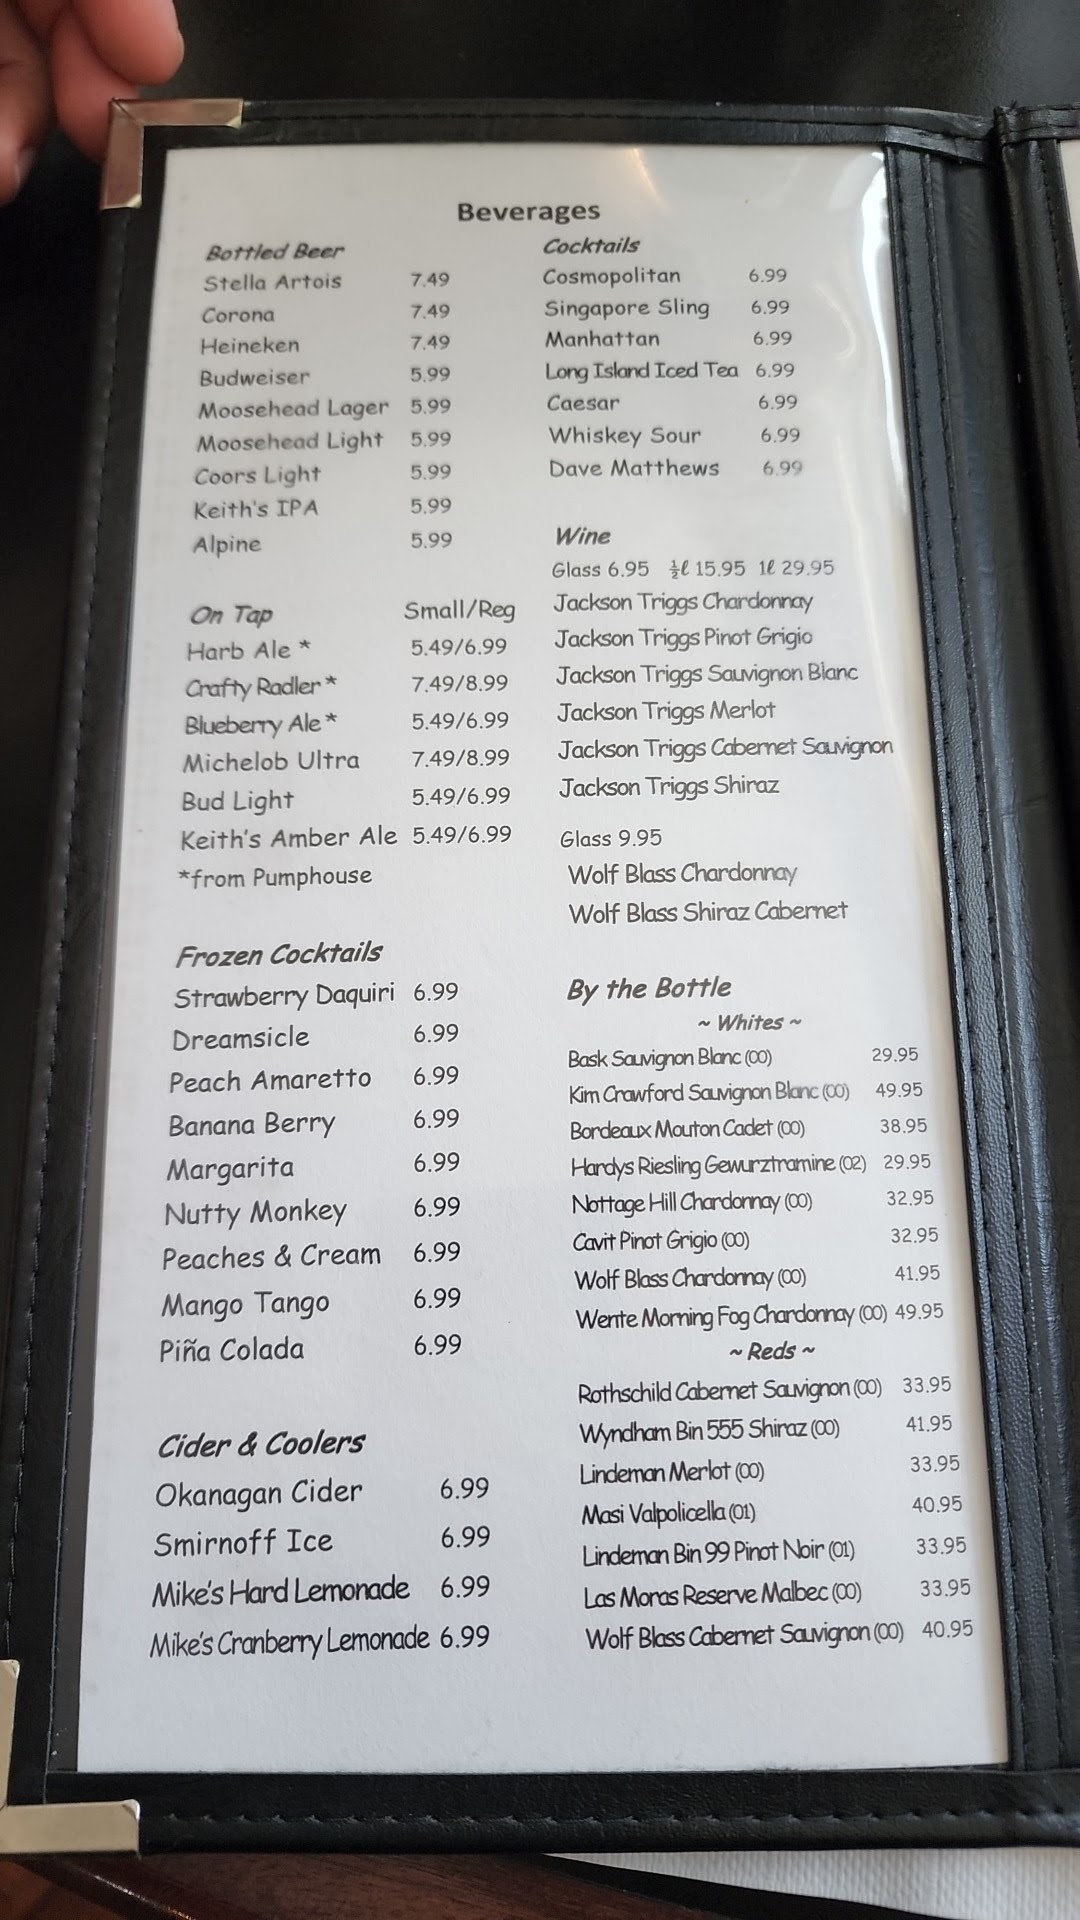 Beverages
Bottled Beer
Stella Artois 7.49
Corona 7.49
Heineken 7.49
Budweiser 5.99
Moosehead Lager 5.99
Moosehead Light 5.99
Coors Light 5.99
Keith's IPA 5.99
Alpine 5.99
On Tap Small/Reg
Harb Ale * 5.49/6.99
Crafty Radler * 7.49/8.99
Blueberry Ale * 5.49/6.99
Michelob Ultra 7.49/8.99
Bud Light 5.49/6.99
Keith's Amber Ale 5.49/6.99
*from Pumphouse
Frozen Cocktails
Strawberry Daquiri 6.99
Dreamsicle 6.99
Peach Amaretto 6.99
Banana Berry 6.99
Margarita 6.99
Nutty Monkey 6.99
Peaches & Cream 6.99
Mango Tango 6.99
Piña Colada 6.99
Cider & Coolers
Okanagan Cider 6.99
Smirnoff Ice 6.99
Mike's Hard Lemonade 6.99
Mike's Cranberry Lemonade 6.99
Cocktails
Cosmopolitan 6.99
Singapore Sling 6.99
Manhattan 6.99
Long Island Iced Tea 6.99
Caesar 6.99
Whiskey Sour 6.99
Dave Matthews 6.99
Wine
Glass 6.95 ½ℓ 15.95 1ℓ 29.95
Jackson Triggs Chardonnay
Jackson Triggs Pinot Grigio
Jackson Triggs Sauvignon Blanc
Jackson Triggs Merlot
Jackson Triggs Cabernet Sauvignon
Jackson Triggs Shiraz
Glass 9.95
Wolf Blass Chardonnay
Wolf Blass Shiraz Cabernet
By the Bottle
~ Whites ~
Bask Sauvignon Blanc (00) 29.95
Kim Crawford Sauvignon Blanc (00) 49.95
Bordeaux Mouton Cadet (00) 38.95
Hardys Riesling Gewurztramine (02) 29.95
Nottage Hill Chardonnay (00) 32.95
Cavit Pinot Grigio (00) 32.95
Wolf Blass Chardonnay (00) 41.95
Wente Morning Fog Chardonnay (00) 49.95
~ Reds ~
Rothschild Cabernet Sauvignon (00) 33.95
Wyndham Bin 555 Shiraz (00) 41.95
Lindeman Merlot (00) 33.95
Masi Valpolicella (01) 40.95
Lindeman Bin 99 Pinot Noir (01) 33.95
Las Moras Reserve Malbec (00) 33.95
Wolf Blass Cabernet Sauvignon (00) 40.95